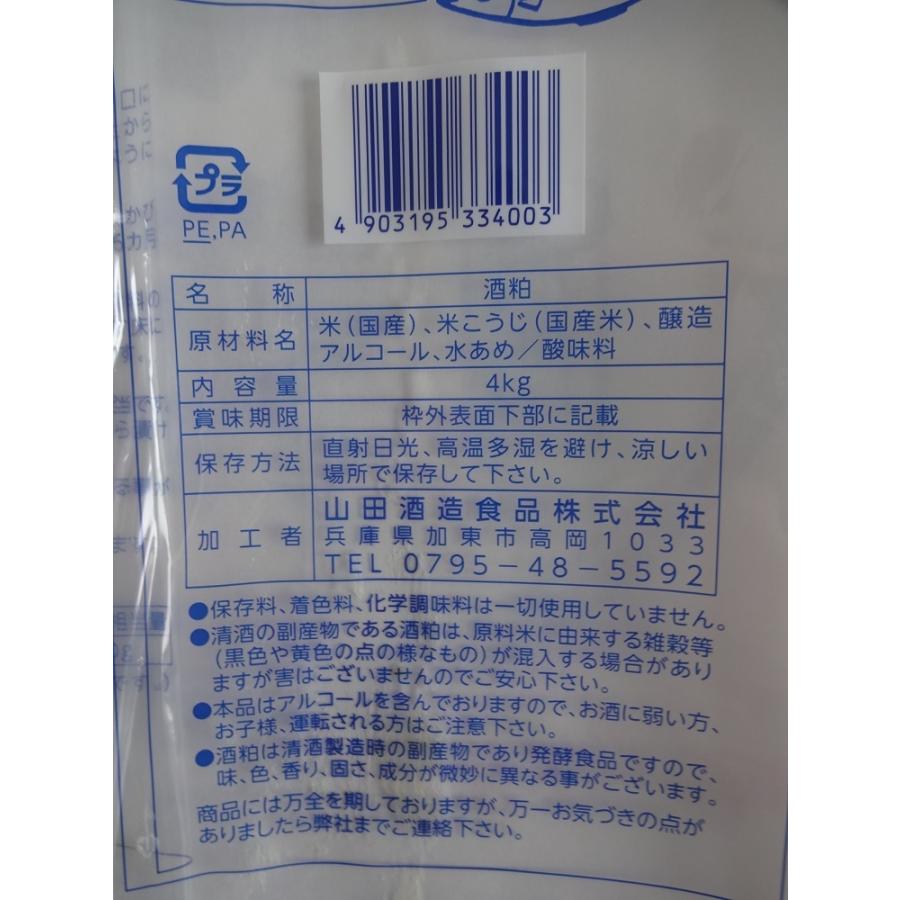 4 903195 334003
プラ
PE,PA
名称 酒粕
原材料名 米(国産)、米こうじ(国産米)、醸造
アルコール、水あめ/酸味料
内容量 4kg
賞味期限 枠外表面下部に記載
保存方法 直射日光、高温多湿を避け、涼しい
場所で保存して下さい。
加工者 山田酒造食品株式会社
兵庫県加東市高岡1033
TEL 0795-48-5592
●保存料、着色料、化学調味料は一切使用していません。
●清酒の副産物である酒粕は、原料米に由来する雑穀等
(黒色や黄色の点の様なもの)が混入する場合があり
ますが害はございませんのでご安心下さい。
●本品はアルコールを含んでおりますので、お酒に弱い方、
お子様、運転される方はご注意下さい。
●酒粕は清酒製造時の副産物であり発酵食品ですので、
味、色、香り、固さ、成分が微妙に異なる事がございます。
商品には万全を期しておりますが、万一お気づきの点が
ありましたら弊社までご連絡下さい。